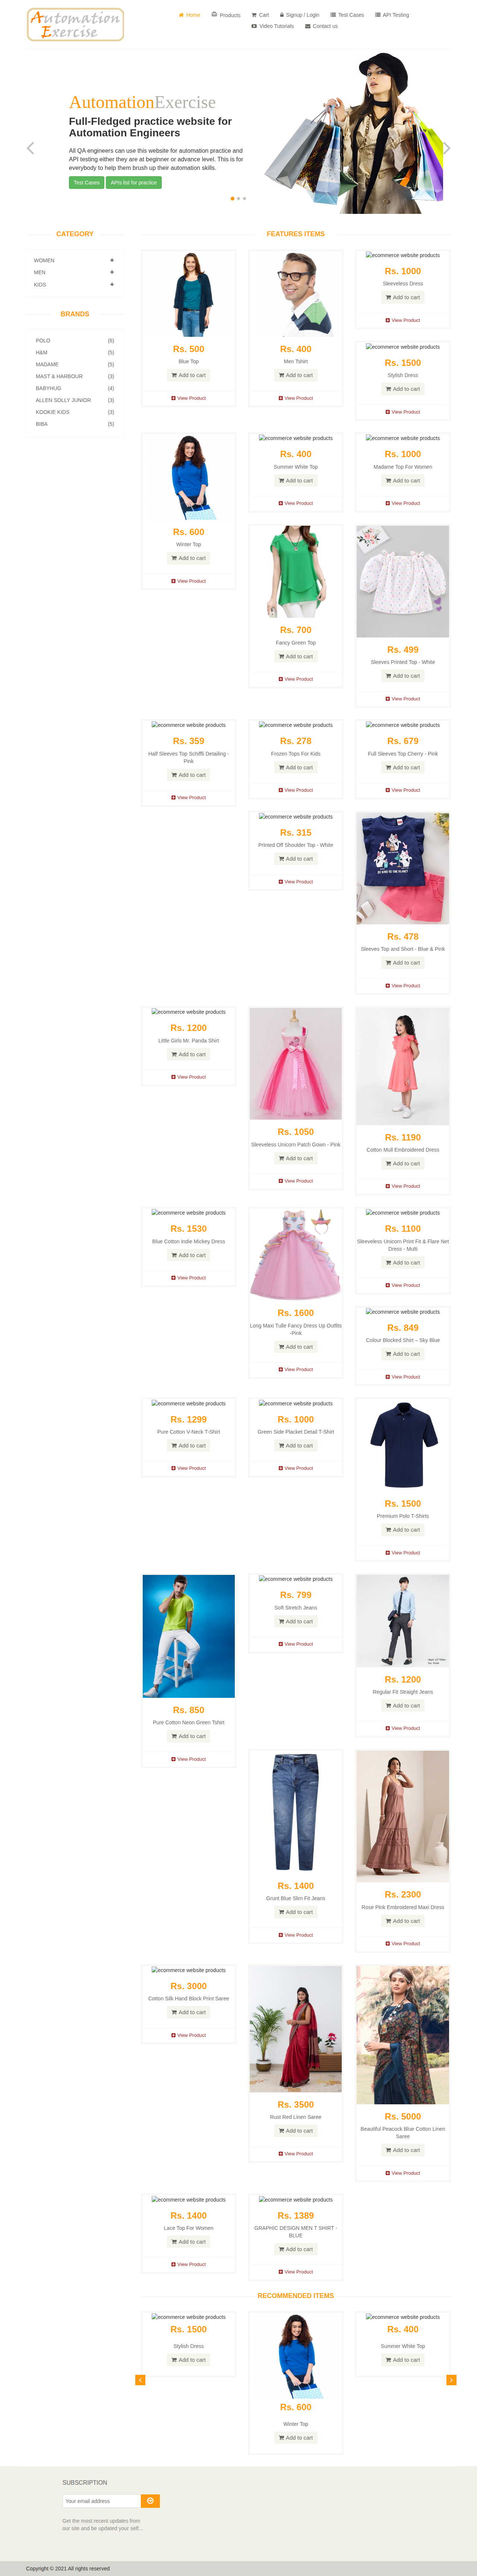 Automation
Exercise
Home
Products
Cart
Signup / Login
Test Cases
API Testing
Video Tutorials
Contact us
AutomationExercise
Full-Fledged practice website for
Automation Engineers
All QA engineers can use this website for automation practice and
API testing either they are at beginner or advance level. This is for
everybody to help them brush up their automation skills.
Test Cases
APIs list for practice
CATEGORY
WOMEN
MEN
KIDS
BRANDS
POLO (6)
H&M (5)
MADAME (5)
MAST & HARBOUR (3)
BABYHUG (4)
ALLEN SOLLY JUNIOR (3)
KOOKIE KIDS (3)
BIBA (5)
FEATURES ITEMS
Rs. 500
Blue Top
Add to cart
View Product
Rs. 400
Men Tshirt
Add to cart
View Product
ecommerce website products
Rs. 1000
Sleeveless Dress
Add to cart
View Product
ecommerce website products
Rs. 1500
Stylish Dress
Add to cart
View Product
Rs. 600
Winter Top
Add to cart
View Product
ecommerce website products
Rs. 400
Summer White Top
Add to cart
View Product
ecommerce website products
Rs. 1000
Madame Top For Women
Add to cart
View Product
Rs. 700
Fancy Green Top
Add to cart
View Product
Rs. 499
Sleeves Printed Top - White
Add to cart
View Product
ecommerce website products
Rs. 359
Half Sleeves Top Schiffli Detailing -
Pink
Add to cart
View Product
ecommerce website products
Rs. 278
Frozen Tops For Kids
Add to cart
View Product
ecommerce website products
Rs. 679
Full Sleeves Top Cherry - Pink
Add to cart
View Product
ecommerce website products
Rs. 315
Printed Off Shoulder Top - White
Add to cart
View Product
Rs. 478
Sleeves Top and Short - Blue & Pink
Add to cart
View Product
ecommerce website products
Rs. 1200
Little Girls Mr. Panda Shirt
Add to cart
View Product
Rs. 1050
Sleeveless Unicorn Patch Gown - Pink
Add to cart
View Product
Rs. 1190
Cotton Mull Embroidered Dress
Add to cart
View Product
ecommerce website products
Rs. 1530
Blue Cotton Indie Mickey Dress
Add to cart
View Product
Rs. 1600
Long Maxi Tulle Fancy Dress Up Outfits
-Pink
Add to cart
View Product
ecommerce website products
Rs. 1100
Sleeveless Unicorn Print Fit & Flare Net
Dress - Multi
Add to cart
View Product
ecommerce website products
Rs. 849
Colour Blocked Shirt – Sky Blue
Add to cart
View Product
ecommerce website products
Rs. 1299
Pure Cotton V-Neck T-Shirt
Add to cart
View Product
ecommerce website products
Rs. 1000
Green Side Placket Detail T-Shirt
Add to cart
View Product
Rs. 1500
Premium Polo T-Shirts
Add to cart
View Product
Rs. 850
Pure Cotton Neon Green Tshirt
Add to cart
View Product
ecommerce website products
Rs. 799
Soft Stretch Jeans
Add to cart
View Product
Rs. 1200
Regular Fit Straight Jeans
Add to cart
View Product
Rs. 1400
Grunt Blue Slim Fit Jeans
Add to cart
View Product
Rs. 2300
Rose Pink Embroidered Maxi Dress
Add to cart
View Product
ecommerce website products
Rs. 3000
Cotton Silk Hand Block Print Saree
Add to cart
View Product
Rs. 3500
Rust Red Linen Saree
Add to cart
View Product
Rs. 5000
Beautiful Peacock Blue Cotton Linen
Saree
Add to cart
View Product
ecommerce website products
Rs. 1400
Lace Top For Women
Add to cart
View Product
ecommerce website products
Rs. 1389
GRAPHIC DESIGN MEN T SHIRT -
BLUE
Add to cart
View Product
RECOMMENDED ITEMS
ecommerce website products
Rs. 1500
Stylish Dress
Add to cart
Rs. 600
Winter Top
Add to cart
ecommerce website products
Rs. 400
Summer White Top
Add to cart
SUBSCRIPTION
Your email address
Get the most recent updates from
our site and be updated your self...
Copyright © 2021 All rights reserved